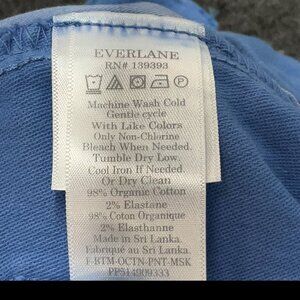 EVERLANE
RN# 139393
Machine Wash Cold
Gentle cycle
With Like Colors
Only Non-Chlorine
Bleach When Needed.
Tumble Dry Low.
Cool Iron If Needed.
Or Dry Clean
98% Organic Cotton
2% Elastane
98% Coton Organique
2% Elasthanne
Made in Sri Lanka.
Fabriqué au Sri Lanka.
F-BTM-OCTN-PNT-MSK
PP514909333